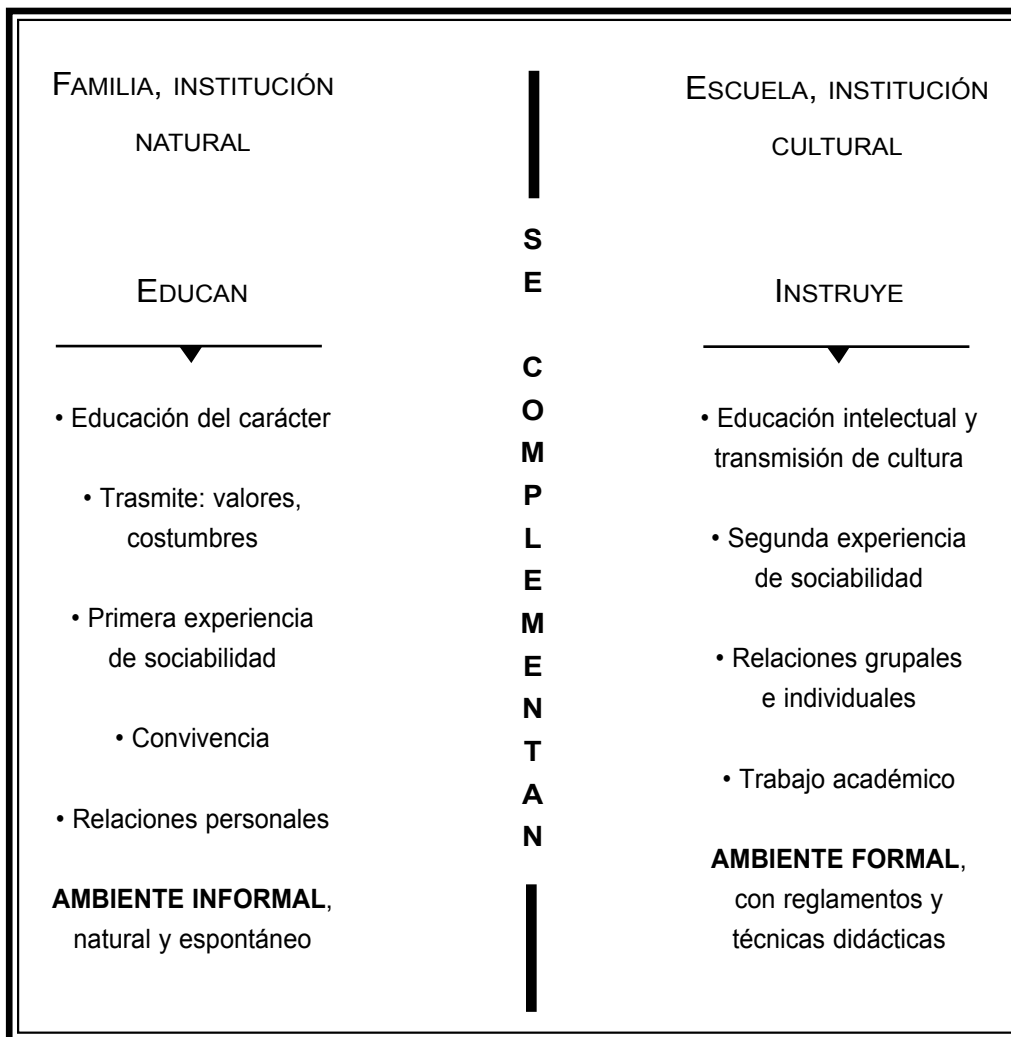 FAMILIA, INSTITUCIÓN
NATURAL
EDUCAN
• Educación del carácter
• Trasmite: valores,
costumbres
• Primera experiencia
de sociabilidad
• Convivencia
• Relaciones personales
AMBIENTE INFORMAL,
natural y espontáneo
S
E
C
O
M
P
L
E
M
E
N
T
A
N
ESCUELA, INSTITUCIÓN
CULTURAL
INSTRUYE
• Educación intelectual y
transmisión de cultura
• Segunda experiencia
de sociabilidad
• Relaciones grupales
e individuales
• Trabajo académico
AMBIENTE FORMAL,
con reglamentos y
técnicas didácticas